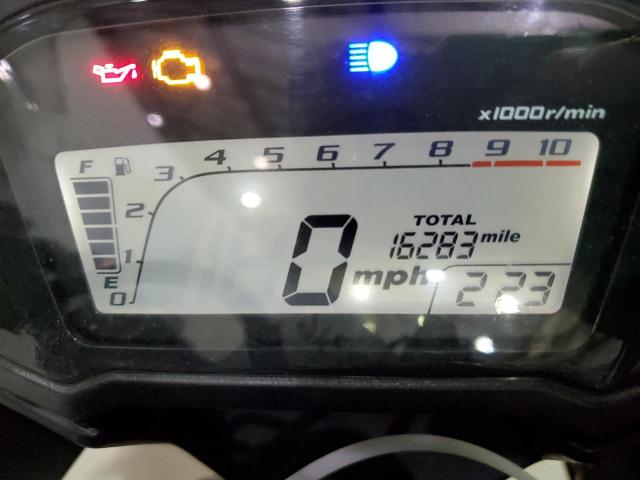 x1000r/min
F 3 4 5 6 7 8 9 10
2
TOTAL
16283 mile
1
E
0 0 mph 2:23